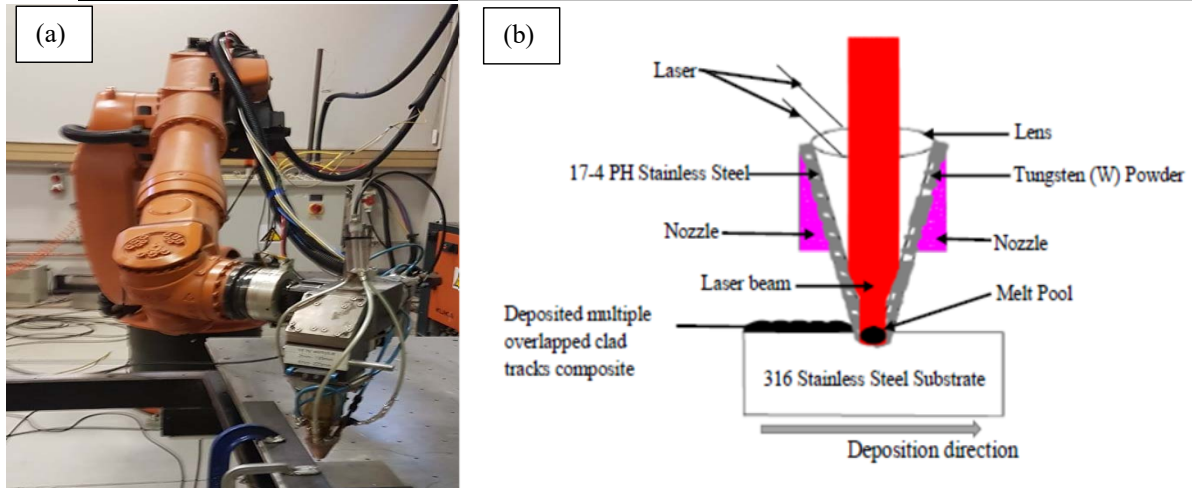 (a)
(b)
Laser
Lens
17-4 PH Stainless Steel
Tungsten (W) Powder
Nozzle
Nozzle
Laser beam
Melt Pool
Deposited multiple
overlapped clad
tracks composite
316 Stainless Steel Substrate
Deposition direction